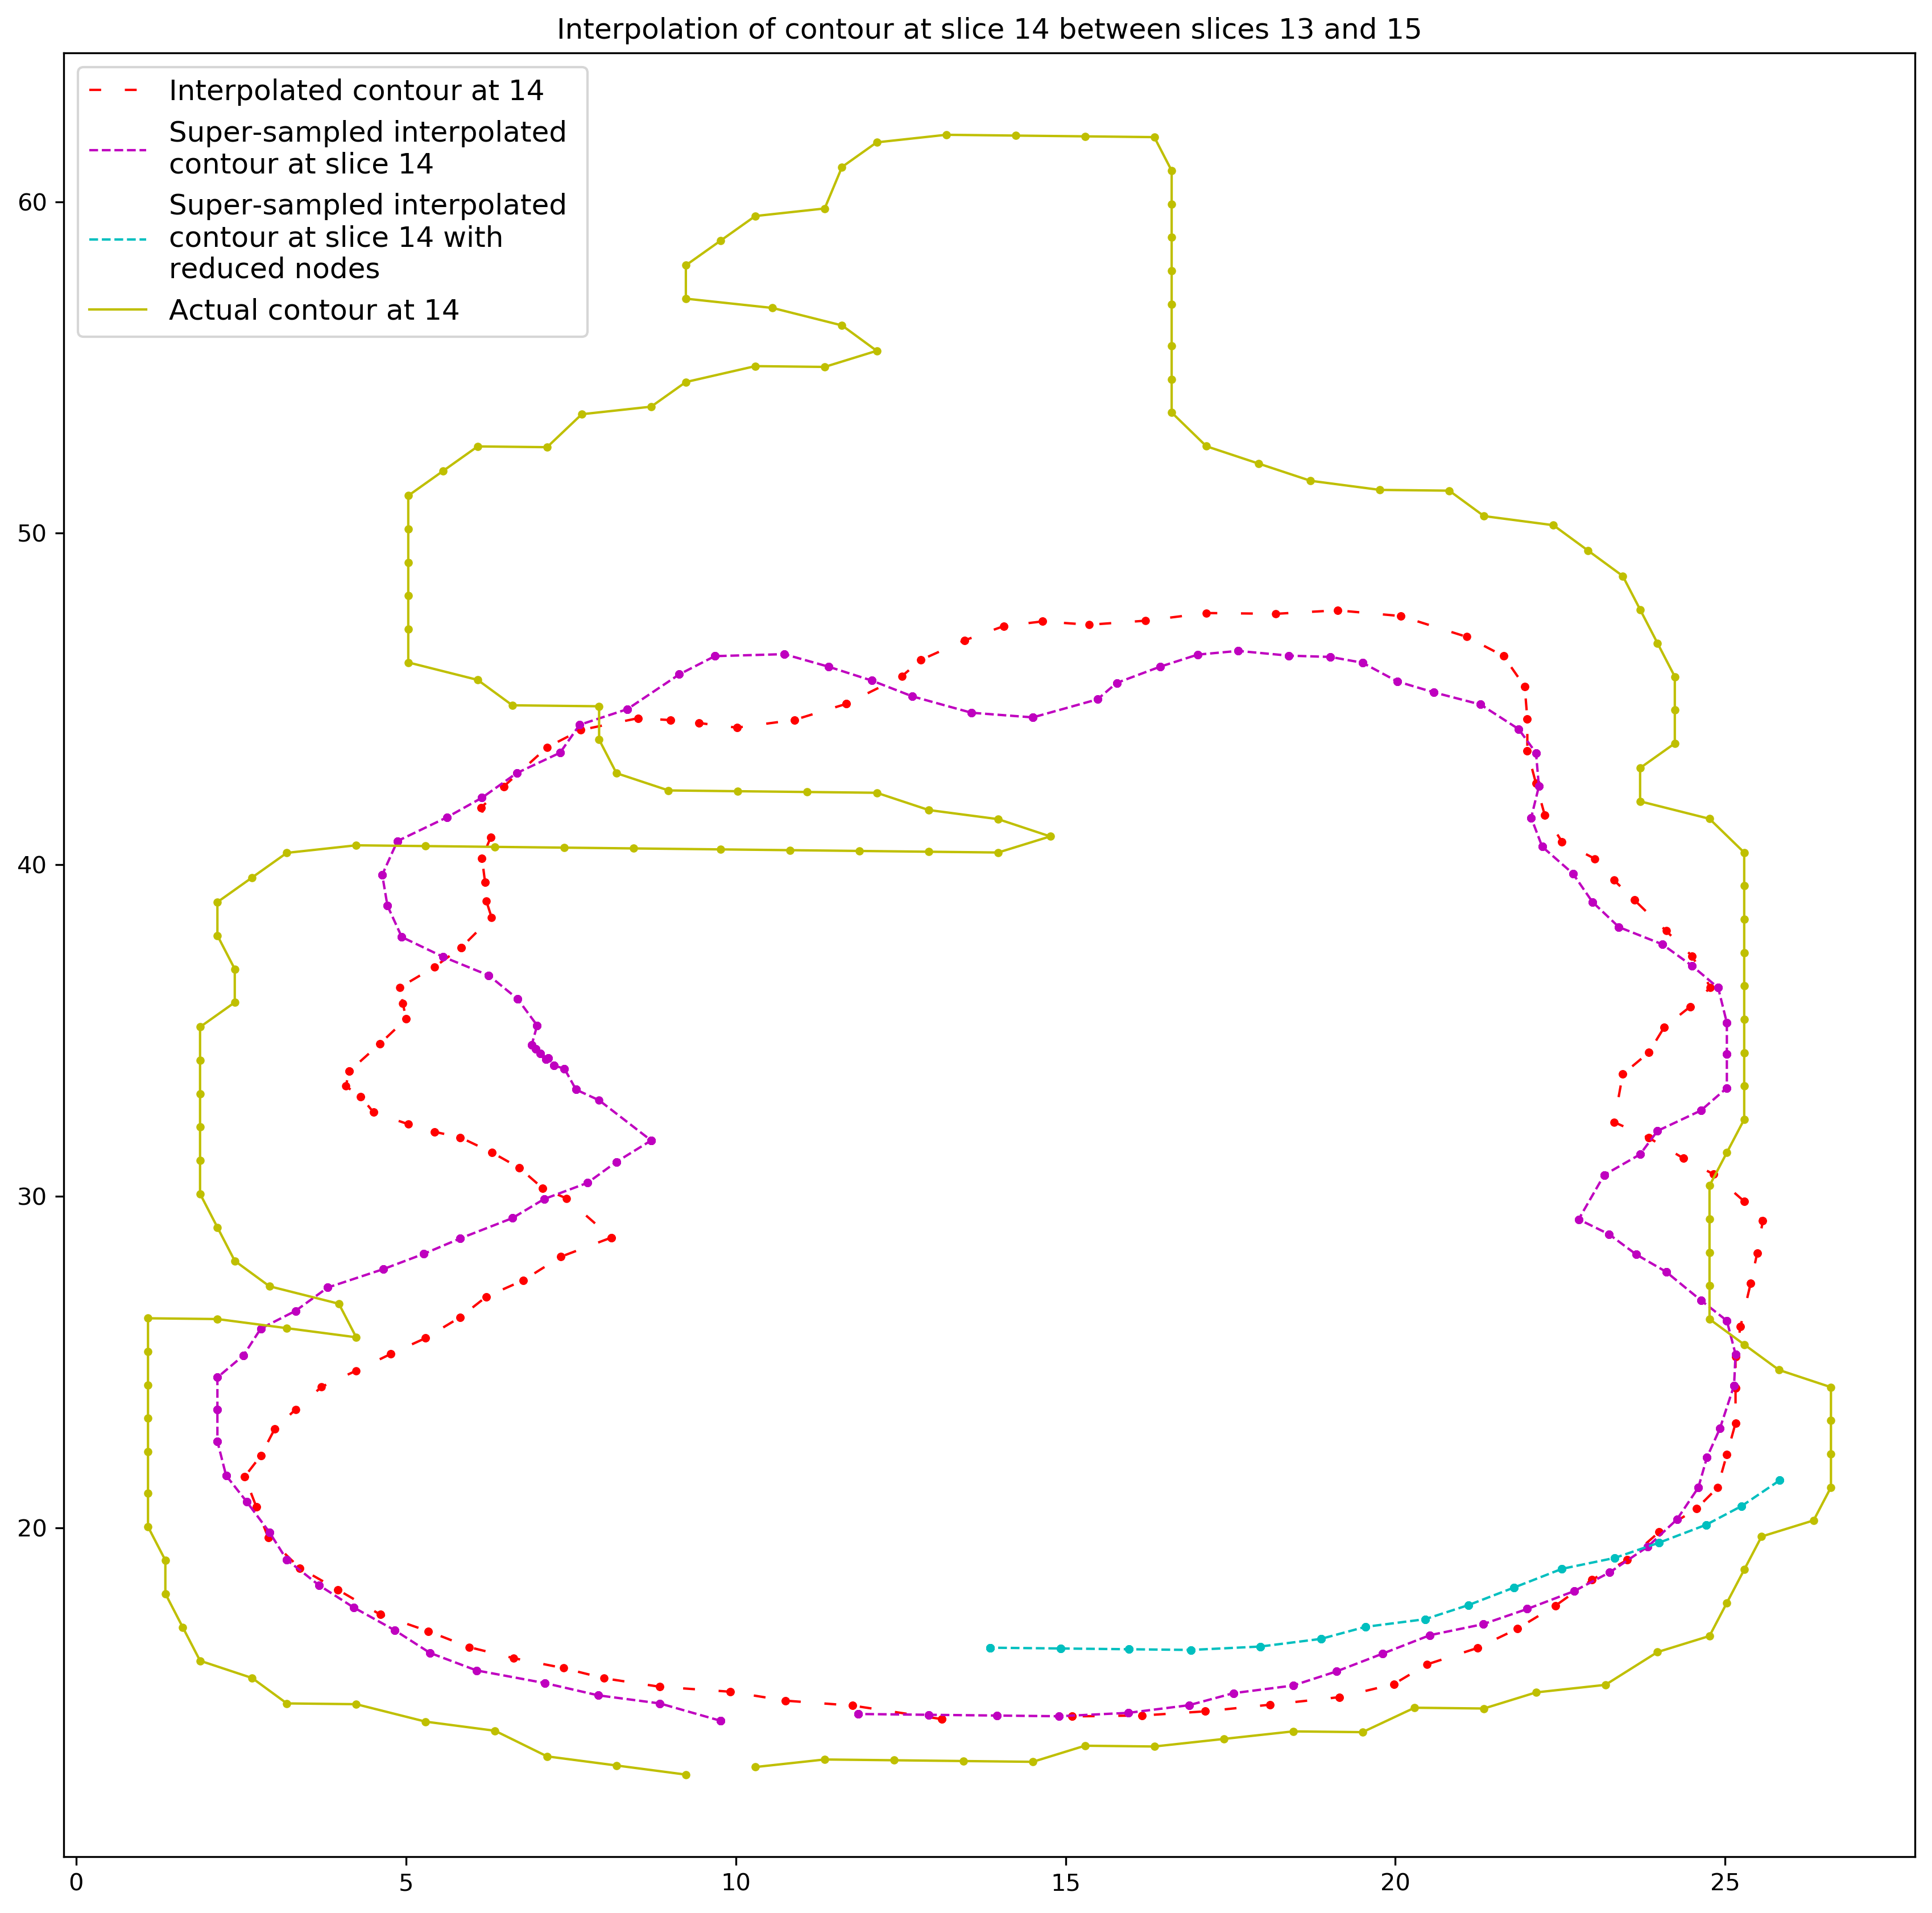 Interpolation of contour at slice 14 between slices 13 and 15
Interpolated contour at 14
Super-sampled interpolated
contour at slice 14
Super-sampled interpolated
contour at slice 14 with
reduced nodes
Actual contour at 14
60
50
40
30
20
0 5 10 15 20 25